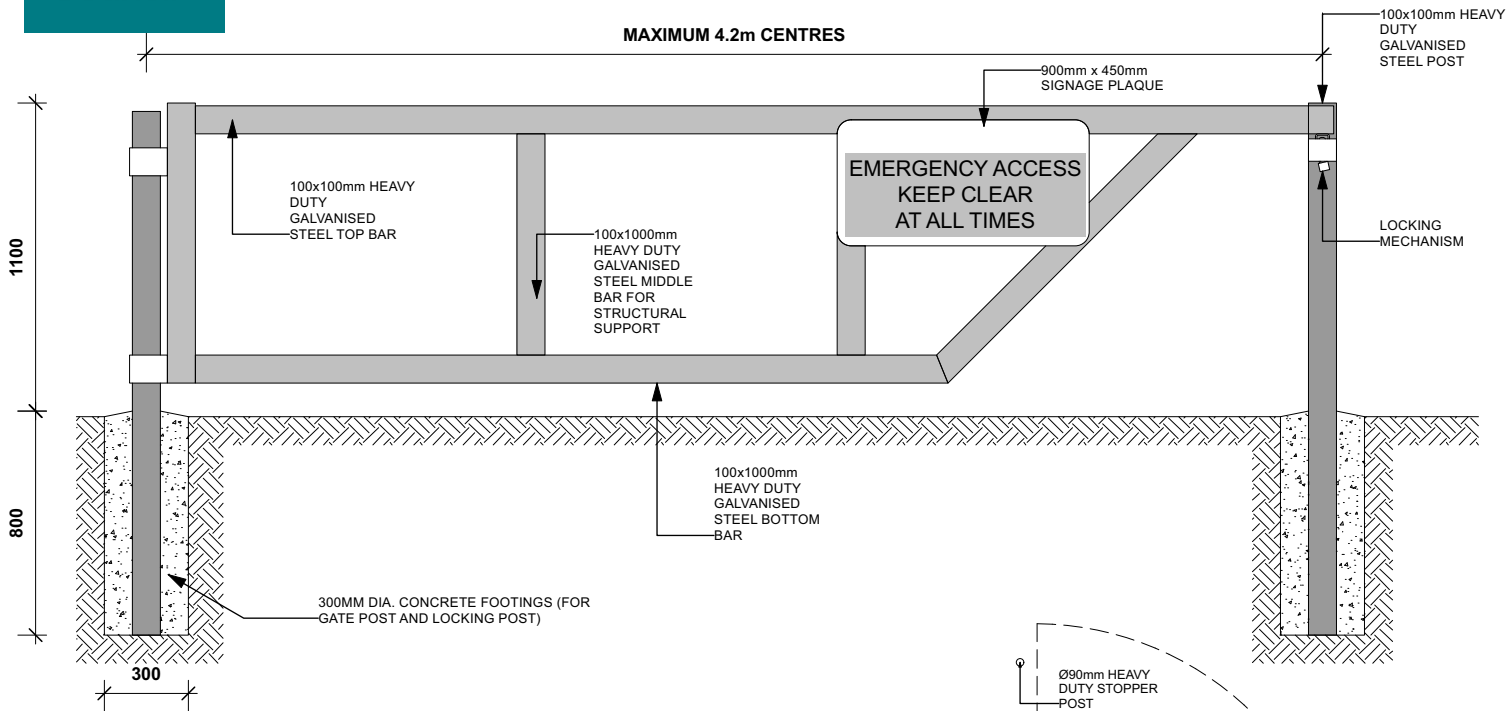 MAXIMUM 4.2m CENTRES
100x100mm HEAVY
DUTY
GALVANISED
STEEL POST
900mm x 450mm
SIGNAGE PLAQUE
EMERGENCY ACCESS
KEEP CLEAR
AT ALL TIMES
100x100mm HEAVY
DUTY
GALVANISED
STEEL TOP BAR
100x1000mm
HEAVY DUTY
GALVANISED
STEEL MIDDLE
BAR FOR
STRUCTURAL
SUPPORT
LOCKING
MECHANISM
1100
800
100x1000mm
HEAVY DUTY
GALVANISED
STEEL BOTTOM
BAR
300MM DIA. CONCRETE FOOTINGS (FOR
GATE POST AND LOCKING POST)
300
Ø90mm HEAVY
DUTY STOPPER
POST